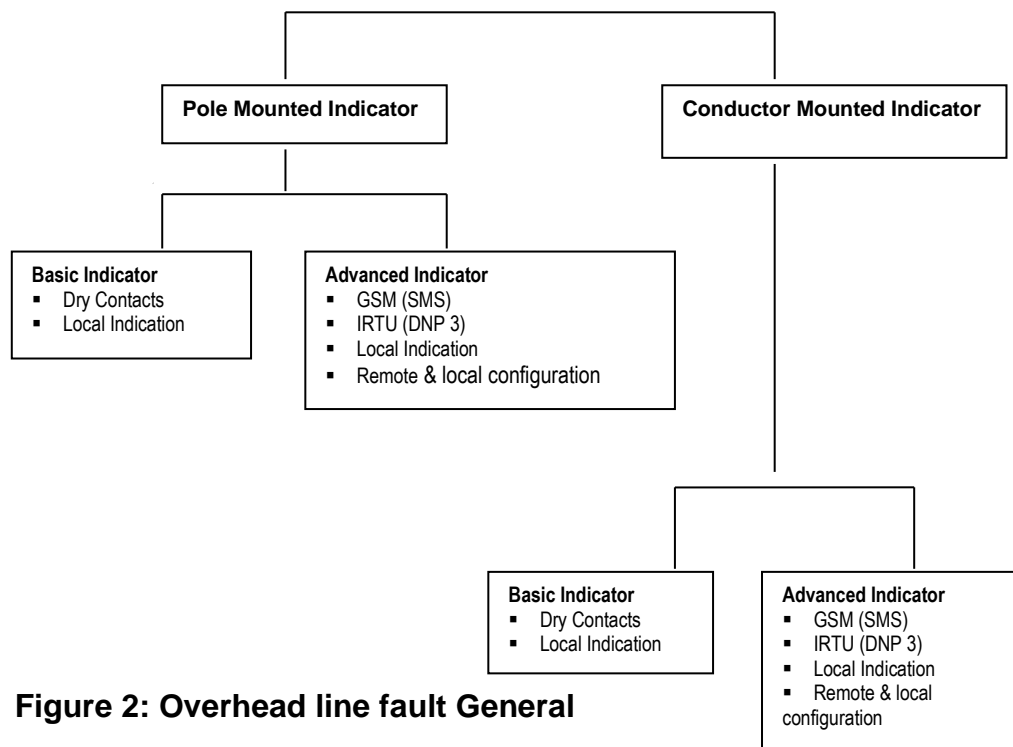 Pole Mounted Indicator
Conductor Mounted Indicator
Basic Indicator
▪ Dry Contacts
▪ Local Indication
Advanced Indicator
▪ GSM (SMS)
▪ IRTU (DNP 3)
▪ Local Indication
▪ Remote & local configuration
Basic Indicator
▪ Dry Contacts
▪ Local Indication
Advanced Indicator
▪ GSM (SMS)
▪ IRTU (DNP 3)
▪ Local Indication
▪ Remote & local
configuration
Figure 2: Overhead line fault General